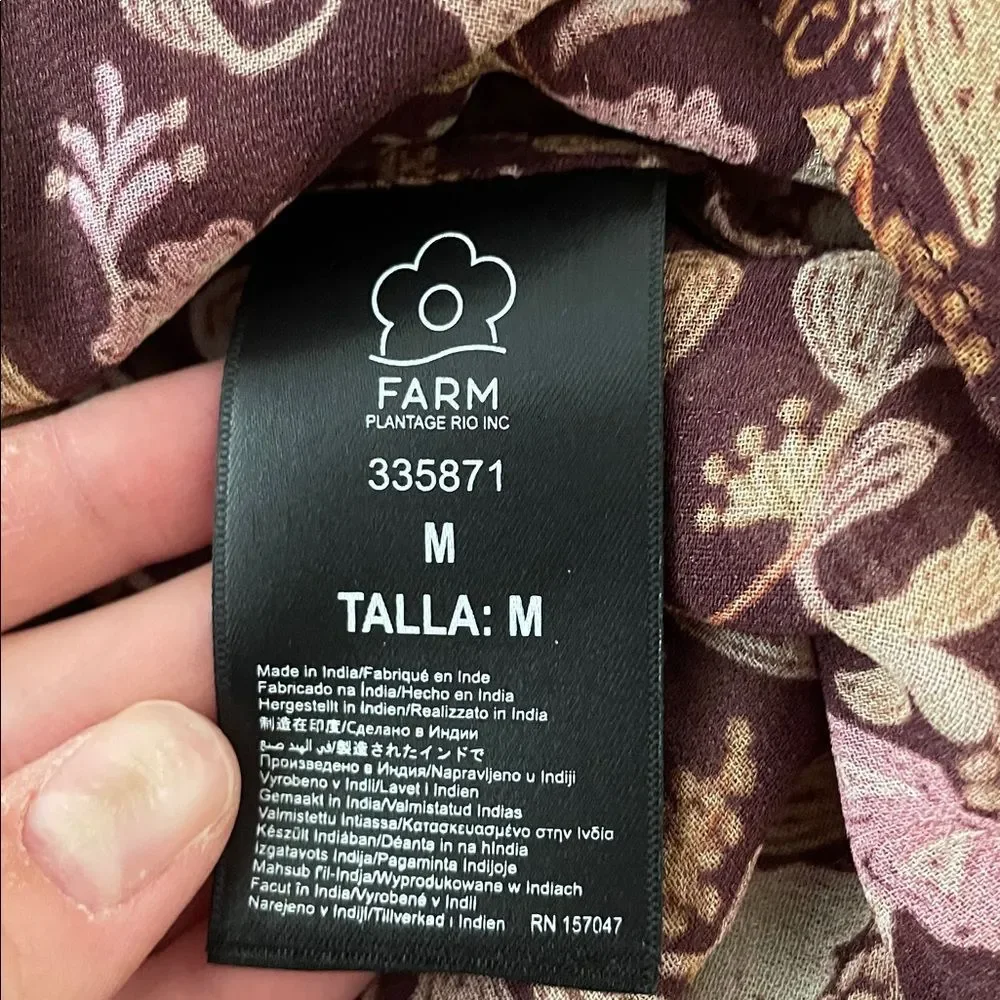 FARM
PLANTAGE RIO INC
335871
M
TALLA: M
Made in India/Fabriqué en Inde
Fabricado na Índia/Hecho en India
Hergestellt in Indien/Realizzato in India
制造在印度/Сделано в Индии
في الهند صنع/製造されたインドで
Произведено в Индия/Napravljeno u Indiji
Vyrobeno v Indii/Lavet i Indien
Gemaakt in India/Valmistatud Indias
Valmistettu Intiassa/Κατασκευασμένο στην Ινδία
Készült Indiában/Déanta in na hIndia
Izgatavots Indija/Pagaminta Indijoje
Mahsub f'il-Indja/Wyprodukowane w Indiach
Facut în India/Vyrobené v Indii
Narejeno v Indiji/Tillverkad i Indien RN 157047